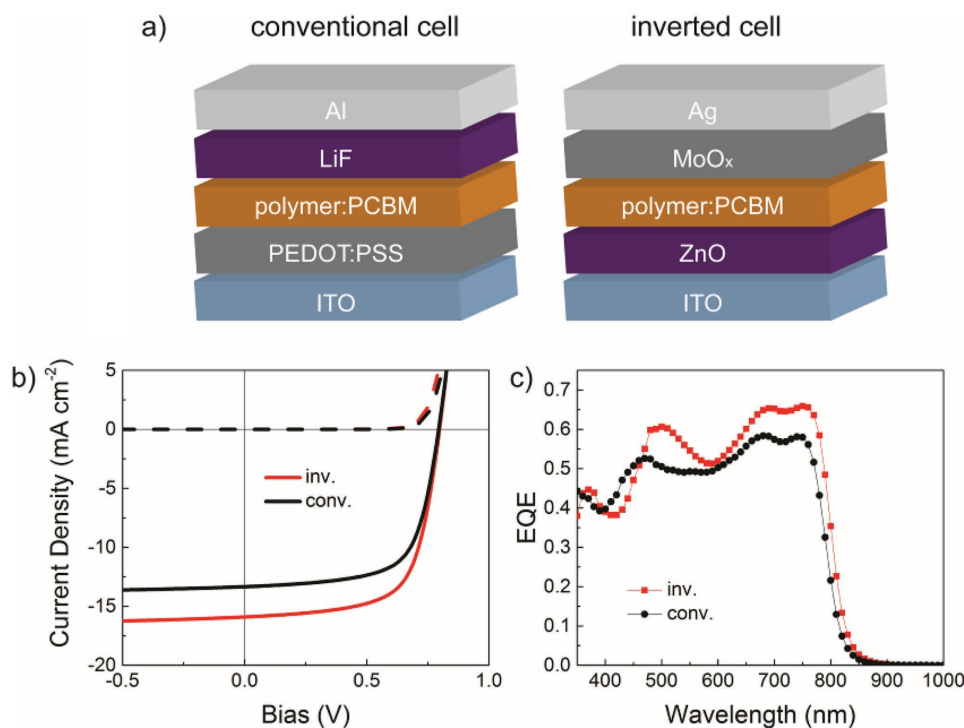 a) conventional cell inverted cell
Al
LiF
polymer:PCBM
PEDOT:PSS
ITO
Ag
MoOₓ
polymer:PCBM
ZnO
ITO
b)
Current Density (mA cm⁻²)
5
0
-5
-10
-15
-20
-0.5 0.0 0.5 1.0
Bias (V)
inv.
conv.
c)
EQE
0.7
0.6
0.5
0.4
0.3
0.2
0.1
0.0
400 500 600 700 800 900 1000
Wavelength (nm)
inv.
conv.